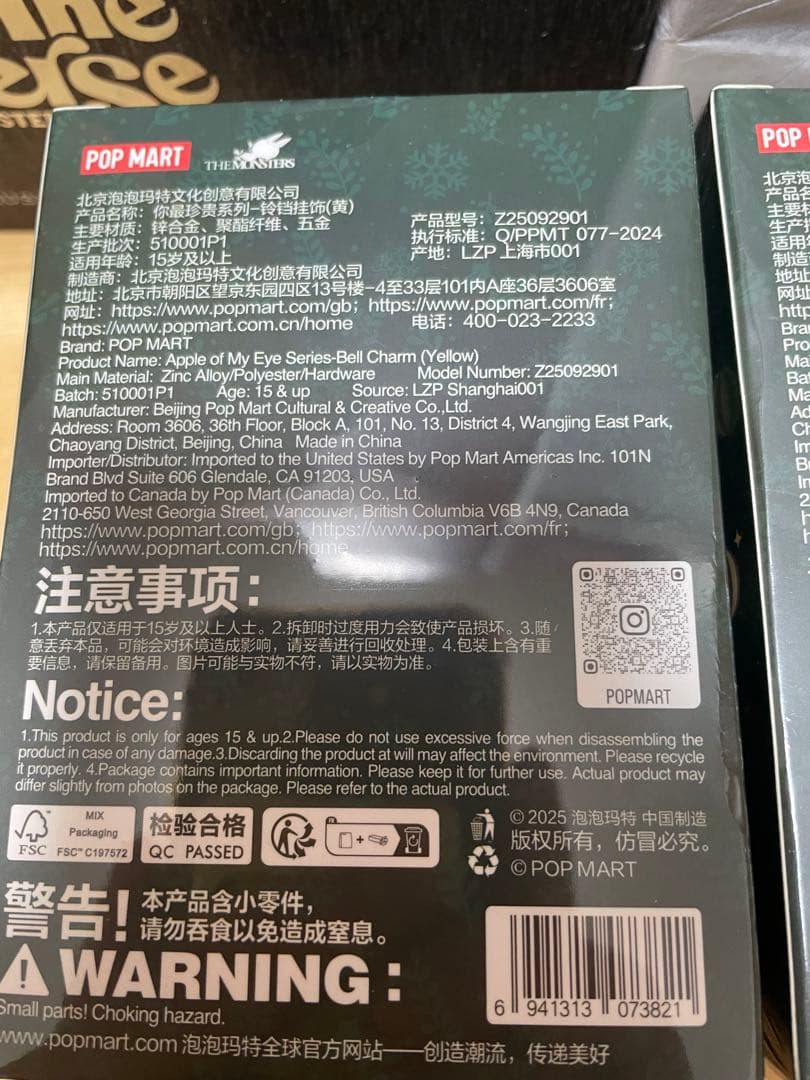 POP MART THE MONSTERS
北京泡泡玛特文化创意有限公司
产品名称：你最珍贵系列-铃铛挂饰(黄)
主要材质：锌合金、聚酯纤维、五金
产品型号：Z25092901
生产批次：510001P1
执行标准：Q/PPMT 077-2024
适用年龄：15岁及以上
产地：LZP 上海市001
制造商：北京泡泡玛特文化创意有限公司
地址：北京市朝阳区望京东园四区13号楼-4至33层101内A座36层3606室
网址：https://www.popmart.com/gb；https://www.popmart.com/fr；
https://www.popmart.com.cn/home 电话：400-023-2233
Brand: POP MART
Product Name: Apple of My Eye Series-Bell Charm (Yellow)
Main Material: Zinc Alloy/Polyester/Hardware Model Number: Z25092901
Batch: 510001P1 Age: 15 & up Source: LZP Shanghai001
Manufacturer: Beijing Pop Mart Cultural & Creative Co.,Ltd.
Address: Room 3606, 36th Floor, Block A, 101, No. 13, District 4, Wangjing East Park,
Chaoyang District, Beijing, China Made in China
Importer/Distributor: Imported to the United States by Pop Mart Americas Inc. 101N
Brand Blvd Suite 606 Glendale, CA 91203, USA
Imported to Canada by Pop Mart (Canada) Co., Ltd.
2110-650 West Georgia Street, Vancouver, British Columbia V6B 4N9, Canada
https://www.popmart.com/gb；https://www.popmart.com/fr；
https://www.popmart.com.cn/home
注意事项：
1.本产品仅适用于15岁及以上人士。2.拆卸时过度用力会致使产品损坏。3.随
意丢弃本品，可能会对环境造成影响，请妥善进行回收处理。4.包装上含有重
要信息，请保留备用。图片可能与实物不符，请以实物为准。
POPMART
Notice:
1.This product is only for ages 15 & up.2.Please do not use excessive force when disassembling the
product in case of any damage.3.Discarding the product at will may affect the environment. Please recycle
it properly. 4.Package contains important information. Please keep it for further use. Actual product may
differ slightly from photos on the package. Please refer to the actual product.
FSC
MIX
Packaging
FSC™ C197572
检验合格
QC PASSED
© 2025 泡泡玛特 中国制造
版权所有，仿冒必究。
© POP MART
警告！
本产品含小零件，
请勿吞食以免造成窒息。
WARNING：
Small parts! Choking hazard.
6 941313 073821
www.popmart.com 泡泡玛特全球官方网站——创造潮流，传递美好
POP